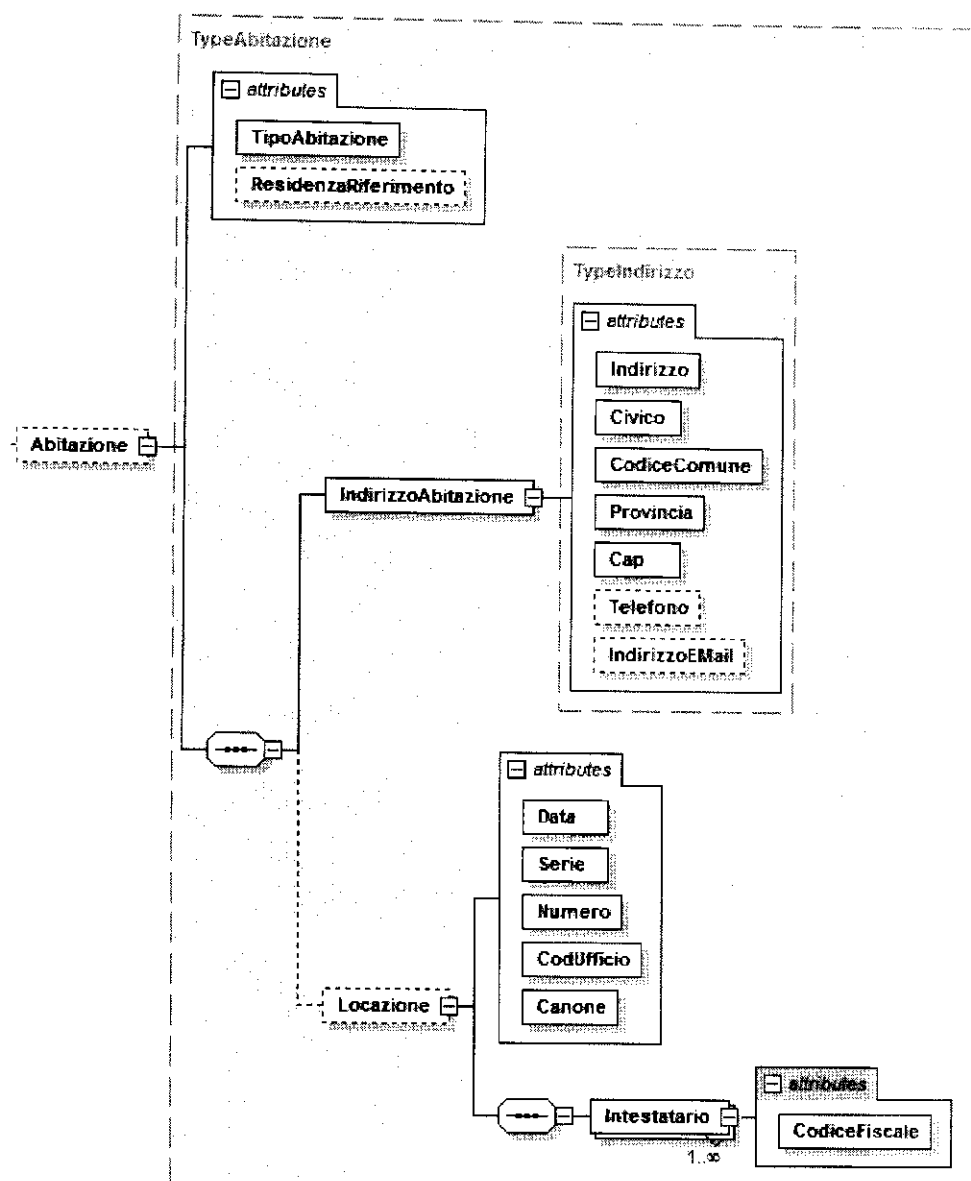 TypeAbitazione
attributes
TipoAbitazione
ResidenzaRiferimento
TypeIndirizzo
attributes
Indirizzo
Civico
Abitazione
CodiceComune
IndirizzoAbitazione
Provincia
Cap
Telefono
IndirizzoEMail
attributes
Data
Serie
Numero
CodUfficio
Locazione
Canone
attributes
Intestatario
CodiceFiscale
1..∞